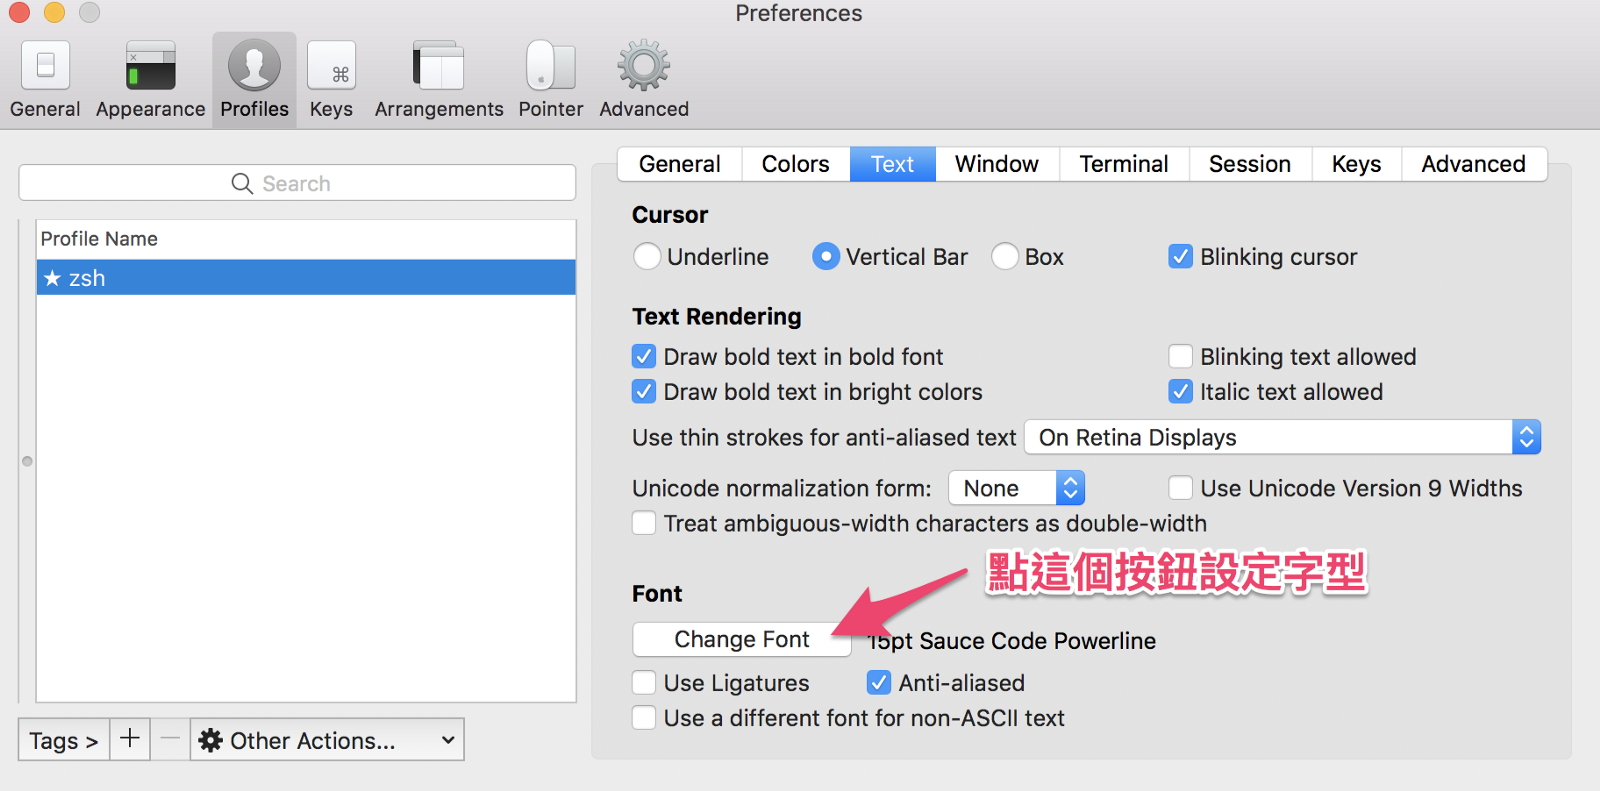 Preferences
General Appearance Profiles Keys Arrangements Pointer Advanced
Search
Profile Name
★ zsh
Tags > + − Other Actions...
General Colors Text Window Terminal Session Keys Advanced
Cursor
Underline Vertical Bar Box Blinking cursor
Text Rendering
Draw bold text in bold font Blinking text allowed
Draw bold text in bright colors Italic text allowed
Use thin strokes for anti-aliased text On Retina Displays
Unicode normalization form: None Use Unicode Version 9 Widths
Treat ambiguous-width characters as double-width
點這個按鈕設定字型
Font
Change Font 15pt Sauce Code Powerline
Use Ligatures Anti-aliased
Use a different font for non-ASCII text